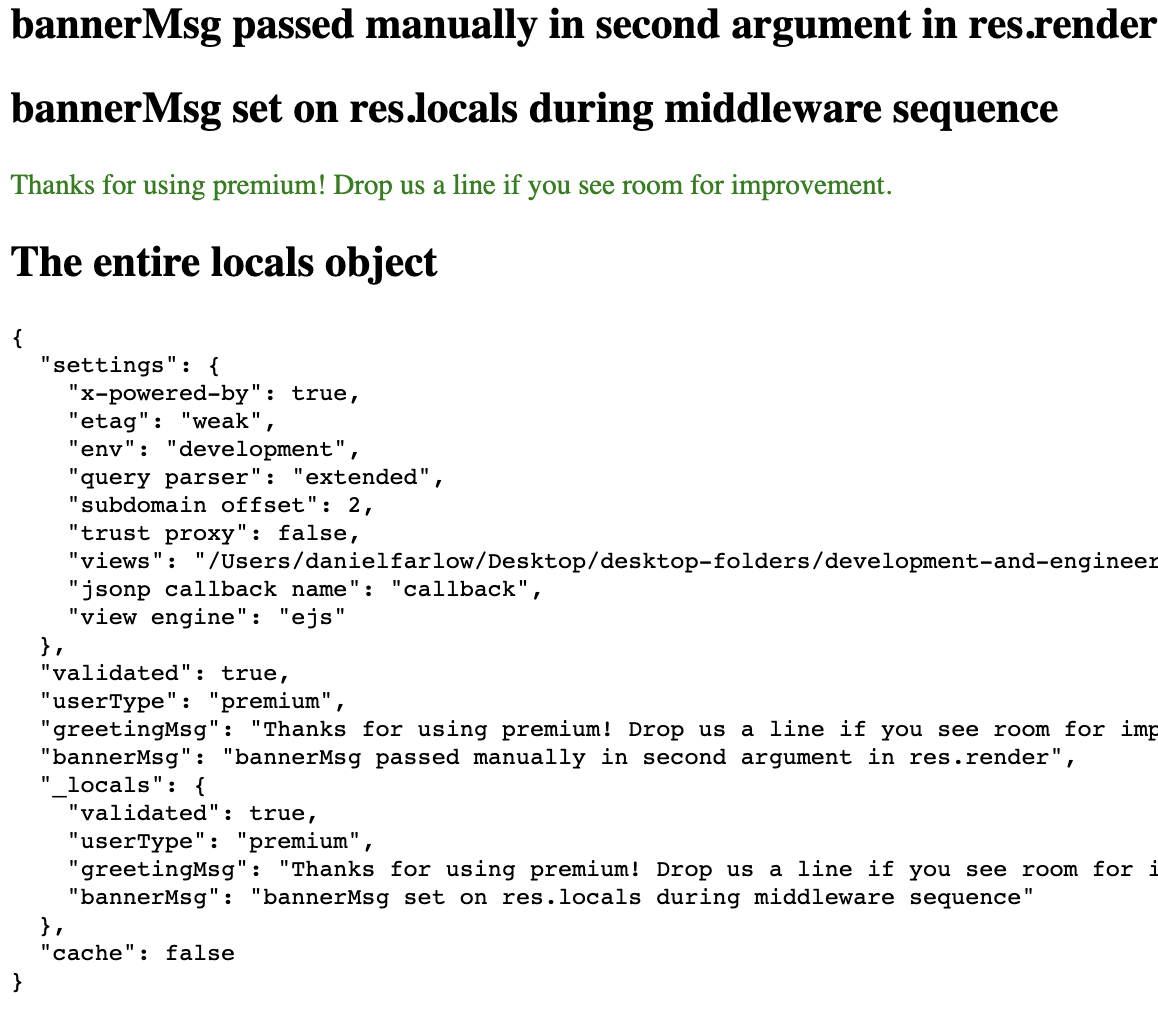 bannerMsg passed manually in second argument in res.render
bannerMsg set on res.locals during middleware sequence
Thanks for using premium! Drop us a line if you see room for improvement.
The entire locals object
{
  "settings": {
    "x-powered-by": true,
    "etag": "weak",
    "env": "development",
    "query parser": "extended",
    "subdomain offset": 2,
    "trust proxy": false,
    "views": "/Users/danielfarlow/Desktop/desktop-folders/development-and-engineer
    "jsonp callback name": "callback",
    "view engine": "ejs"
  },
  "validated": true,
  "userType": "premium",
  "greetingMsg": "Thanks for using premium! Drop us a line if you see room for imp
  "bannerMsg": "bannerMsg passed manually in second argument in res.render",
  "_locals": {
    "validated": true,
    "userType": "premium",
    "greetingMsg": "Thanks for using premium! Drop us a line if you see room for i
    "bannerMsg": "bannerMsg set on res.locals during middleware sequence"
  },
  "cache": false
}